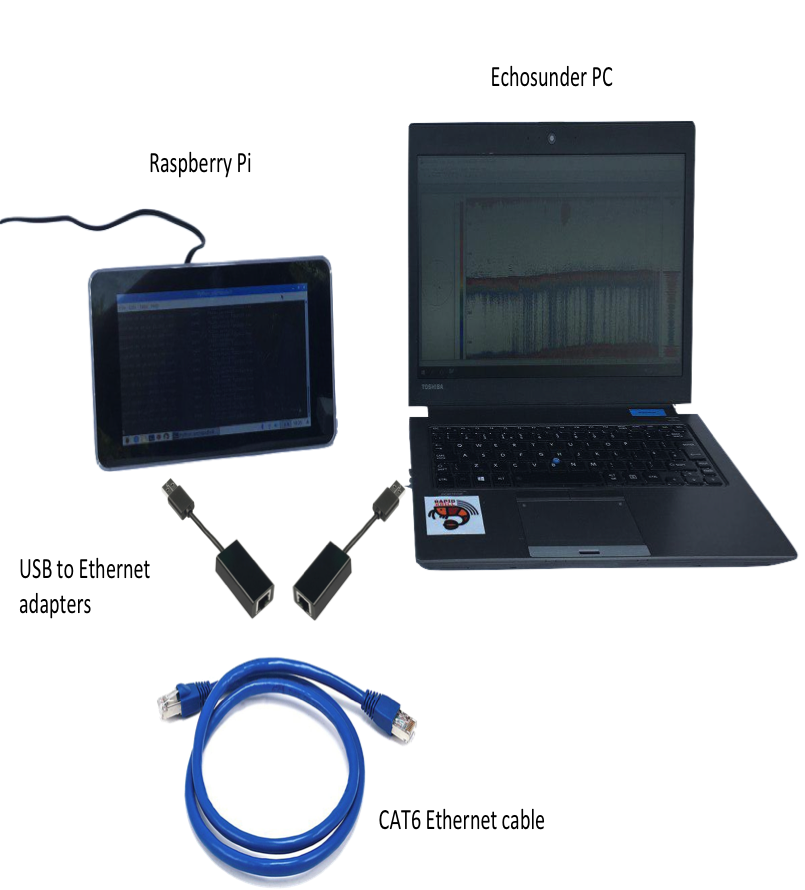 Echosunder PC
Raspberry Pi
TOSHIBA
USB to Ethernet
adapters
CAT6 Ethernet cable